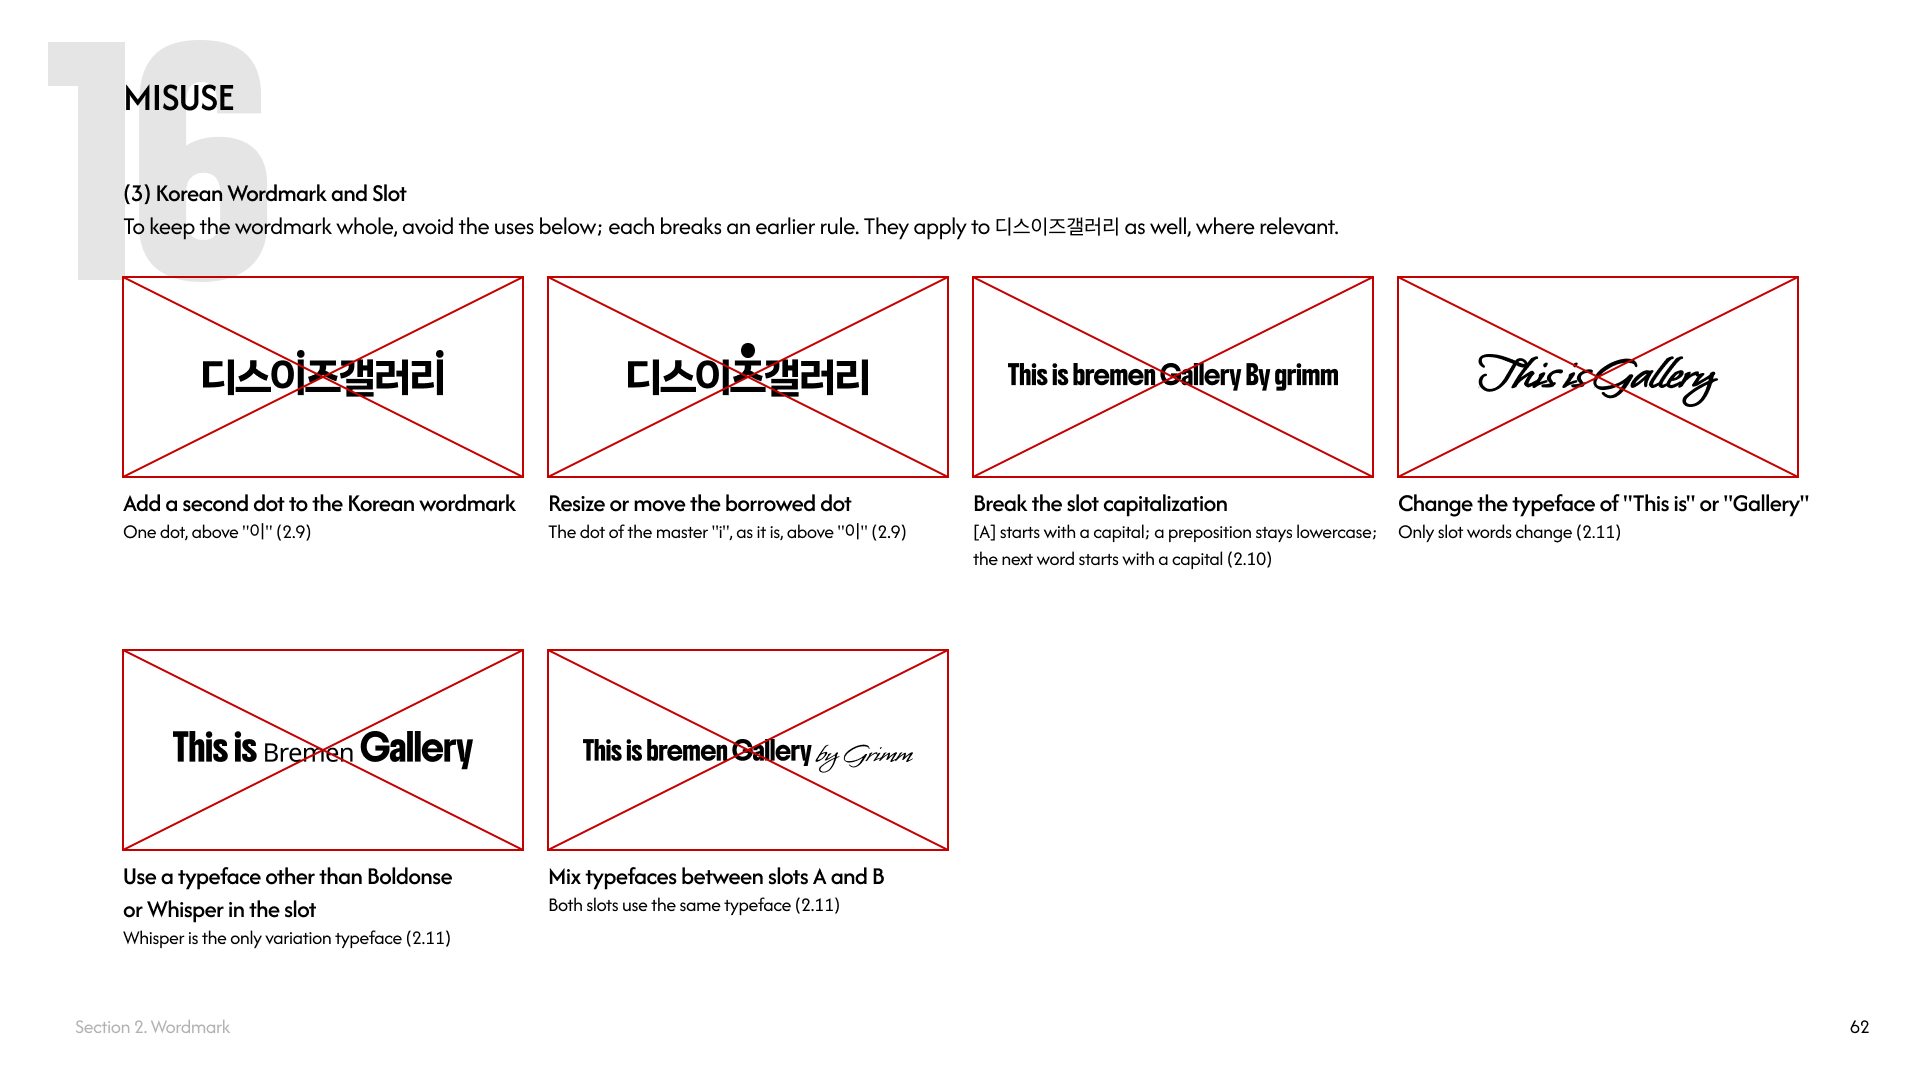 16
MISUSE
(3) Korean Wordmark and Slot
To keep the wordmark whole, avoid the uses below; each breaks an earlier rule. They apply to 디스이즈갤러리 as well, where relevant.
디스이즈갤러리
Add a second dot to the Korean wordmark
One dot, above "이" (2.9)
디스이즈갤러리
Resize or move the borrowed dot
The dot of the master "i", as it is, above "이" (2.9)
This is bremen Gallery By grimm
Break the slot capitalization
[A] starts with a capital; a preposition stays lowercase;
the next word starts with a capital (2.10)
This is Gallery
Change the typeface of "This is" or "Gallery"
Only slot words change (2.11)
This is Bremen Gallery
Use a typeface other than Boldonse
or Whisper in the slot
Whisper is the only variation typeface (2.11)
This is bremen Gallery by Grimm
Mix typefaces between slots A and B
Both slots use the same typeface (2.11)
Section 2. Wordmark
62